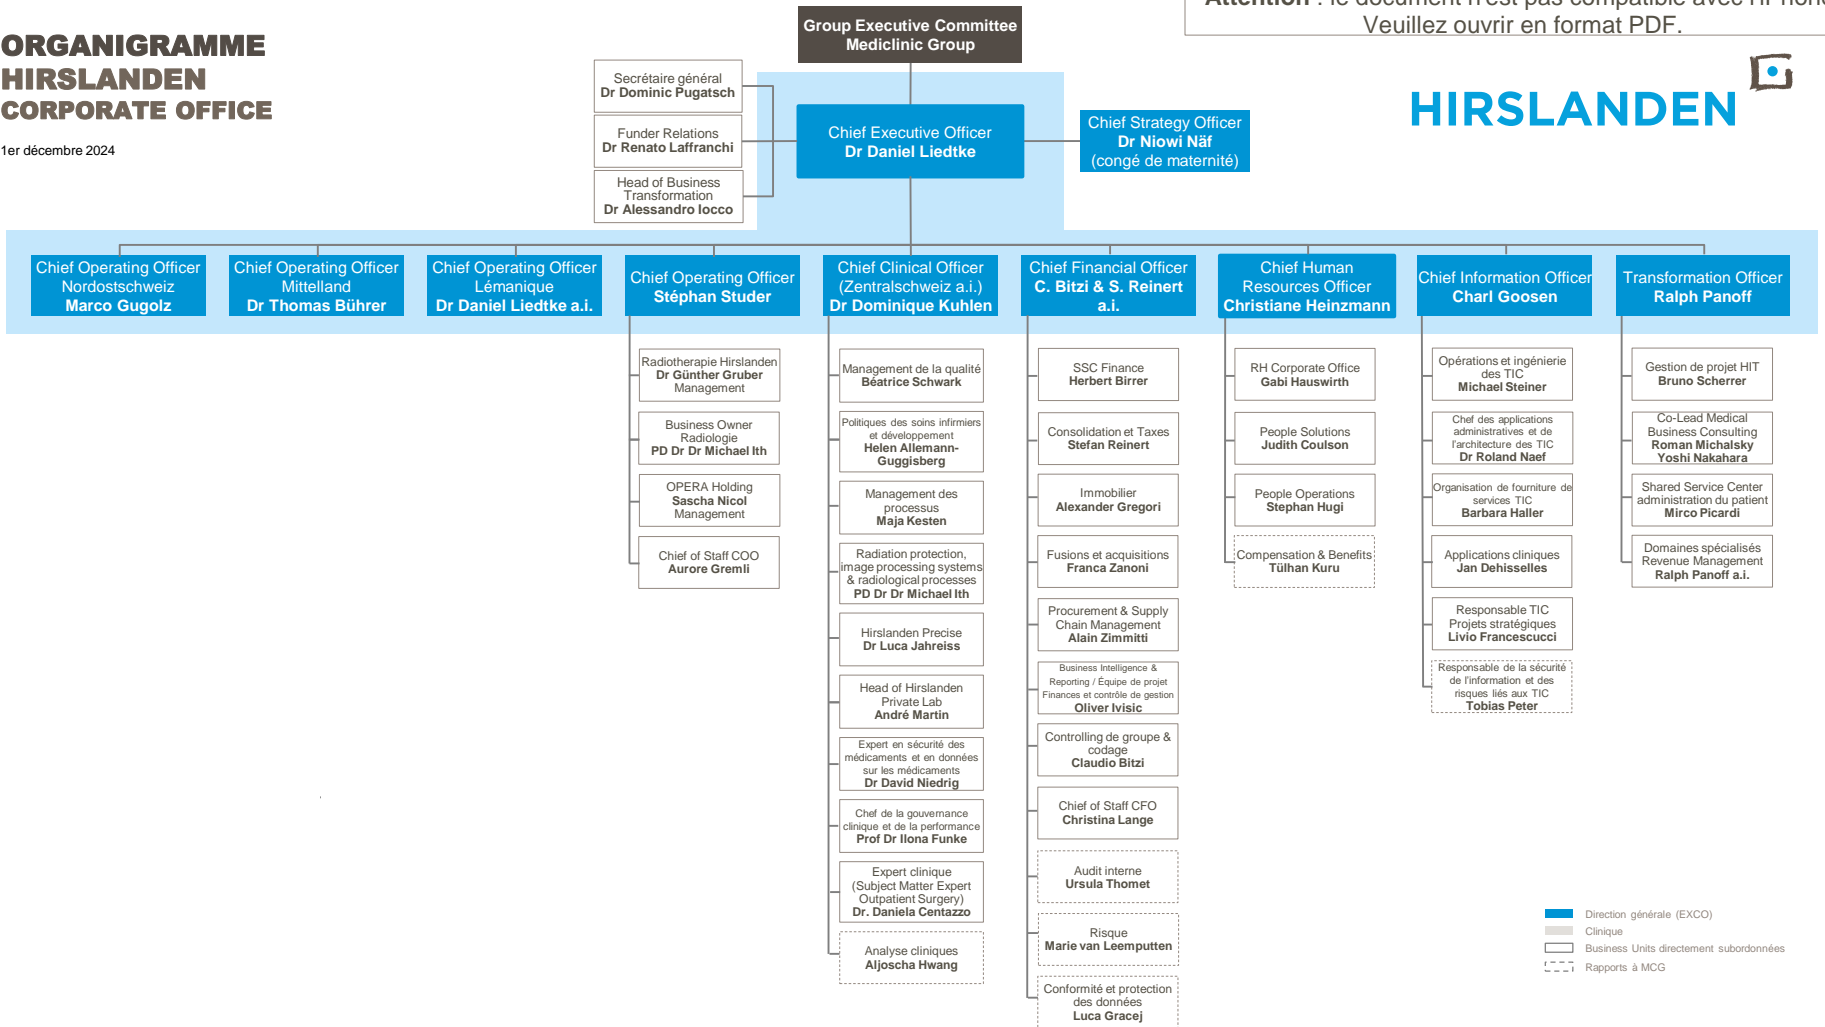 Attention : le document n'est pas compatible avec l'iPhone
Veuillez ouvrir en format PDF.
ORGANIGRAMME
HIRSLANDEN
CORPORATE OFFICE
1er décembre 2024
HIRSLANDEN
Group Executive Committee
Mediclinic Group
Secrétaire général
Dr Dominic Pugatsch
Funder Relations
Dr Renato Laffranchi
Head of Business
Transformation
Dr Alessandro Iocco
Chief Executive Officer
Dr Daniel Liedtke
Chief Strategy Officer
Dr Niowi Näf
(congé de maternité)
Chief Operating Officer
Nordostschweiz
Marco Gugolz
Chief Operating Officer
Mittelland
Dr Thomas Bührer
Chief Operating Officer
Lémanique
Dr Daniel Liedtke a.i.
Chief Operating Officer
Stéphan Studer
Chief Clinical Officer
(Zentralschweiz a.i.)
Dr Dominique Kuhlen
Chief Financial Officer
C. Bitzi & S. Reinert
a.i.
Chief Human
Resources Officer
Christiane Heinzmann
Chief Information Officer
Charl Goosen
Transformation Officer
Ralph Panoff
Radiotherapie Hirslanden
Dr Günther Gruber
Management
Business Owner
Radiologie
PD Dr Dr Michael Ith
OPERA Holding
Sascha Nicol
Management
Chief of Staff COO
Aurore Gremli
Management de la qualité
Béatrice Schwark
Politiques des soins infirmiers
et développement
Helen Allemann-
Guggisberg
Management des
processus
Maja Kesten
Radiation protection,
image processing systems
& radiological processes
PD Dr Dr Michael Ith
Hirslanden Precise
Dr Luca Jahreiss
Head of Hirslanden
Private Lab
André Martin
Expert en sécurité des
médicaments et en données
sur les médicaments
Dr David Niedrig
Chef de la gouvernance
clinique et de la performance
Prof Dr Ilona Funke
Expert clinique
(Subject Matter Expert
Outpatient Surgery)
Dr. Daniela Centazzo
Analyse cliniques
Aljoscha Hwang
SSC Finance
Herbert Birrer
Consolidation et Taxes
Stefan Reinert
Immobilier
Alexander Gregori
Fusions et acquisitions
Franca Zanoni
Procurement & Supply
Chain Management
Alain Zimmitti
Business Intelligence &
Reporting / Équipe de projet
Finances et contrôle de gestion
Oliver Ivisic
Controlling de groupe &
codage
Claudio Bitzi
Chief of Staff CFO
Christina Lange
Audit interne
Ursula Thomet
Risque
Marie van Leemputten
Conformité et protection
des données
Luca Gracej
RH Corporate Office
Gabi Hauswirth
People Solutions
Judith Coulson
People Operations
Stephan Hugi
Compensation & Benefits
Tülhan Kuru
Opérations et ingénierie
des TIC
Michael Steiner
Chef des applications
administratives et de
l'architecture des TIC
Dr Roland Naef
Organisation de fourniture de
services TIC
Barbara Haller
Applications cliniques
Jan Dehisselles
Responsable TIC
Projets stratégiques
Livio Francescucci
Responsable de la sécurité
de l'information et des
risques liés aux TIC
Tobias Peter
Gestion de projet HIT
Bruno Scherrer
Co-Lead Medical
Business Consulting
Roman Michalsky
Yoshi Nakahara
Shared Service Center
administration du patient
Mirco Picardi
Domaines spécialisés
Revenue Management
Ralph Panoff a.i.
Direction générale (EXCO)
Clinique
Business Units directement subordonnées
Rapports à MCG